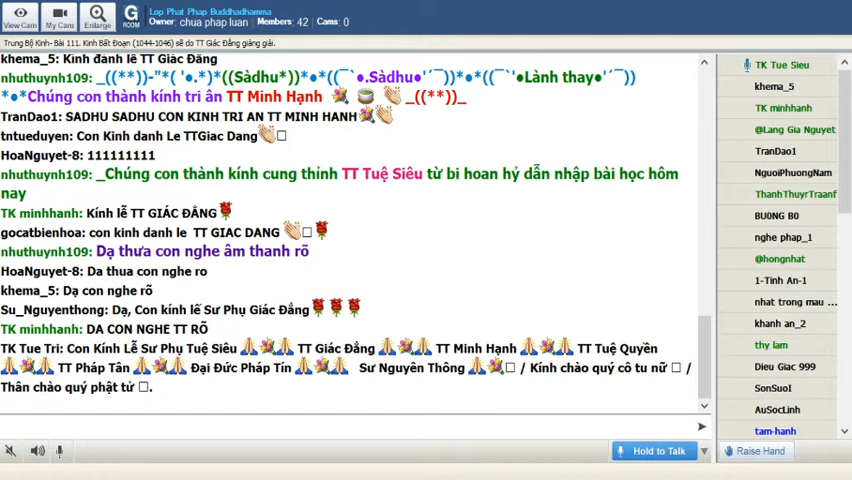 View Cam
My Cam
Enlarge
G
ROOM
Lop Phat Phap Buddhadhamma
Owner: chua phap luan Members: 42 Cams: 0
Trung Bộ Kinh- Bài 111. Kinh Bất Đoạn (1044-1046) sẽ do TT Giác Đẳng giảng giải.
khema_5: Kính đảnh lễ TT Giác Đẳng
nhuthuynh109: _((**))-"*( '●.*)*((Sàdhu*))*●*((¯`●.Sàdhu●'´¯))*●*((¯`'●Lành thay●'´¯))
*●*Chúng con thành kính tri ân TT Minh Hạnh 💐 🍵 👏 _((**))_
TranDao1: SADHU SADHU CON KINH TRI AN TT MINH HANH💐👏
tntueduyen: Con Kinh danh Le TTGiac Dang👏□
HoaNguyet-8: 111111111
nhuthuynh109: _Chúng con thành kính cung thỉnh TT Tuệ Siêu từ bi hoan hỷ dẫn nhập bài học hôm
nay
TK minhhanh: Kính lễ TT GIÁC ĐẲNG🌹
gocatbienhoa: con kinh danh le TT GIAC DANG 👏□🌹
nhuthuynh109: Dạ thưa con nghe âm thanh rõ
HoaNguyet-8: Da thua con nghe ro
khema_5: Dạ con nghe rõ
Su_Nguyenthong: Dạ, Con kính lễ Sư Phụ Giác Đẳng🌹🌹🌹
TK minhhanh: DA CON NGHE TT RÕ
TK Tue Tri: Con Kính Lễ Sư Phụ Tuệ Siêu 🙏💐🙏 TT Giác Đẳng 🙏💐🙏 TT Minh Hạnh 🙏💐🙏 TT Tuệ Quyền
🙏💐🙏 TT Pháp Tân 🙏💐🙏 Đại Đức Pháp Tín 🙏💐🙏 Sư Nguyên Thông 🙏💐□ / Kính chào quý cô tu nữ □ /
Thân chào quý phật tử □.
TK Tue Sieu
khema_5
TK minhhanh
@Lang Gia Nguyet
TranDao1
NguoiPhuongNam
ThanhThuyrTraanf
BU0NG B0
nghe phap_1
@hongnhat
1-Tinh An-1
nhat trong mau ...
khanh an_2
thy lam
Dieu Giac 999
SonSuoI
AuSocLinh
tam-hanh
Hold to Talk
Raise Hand